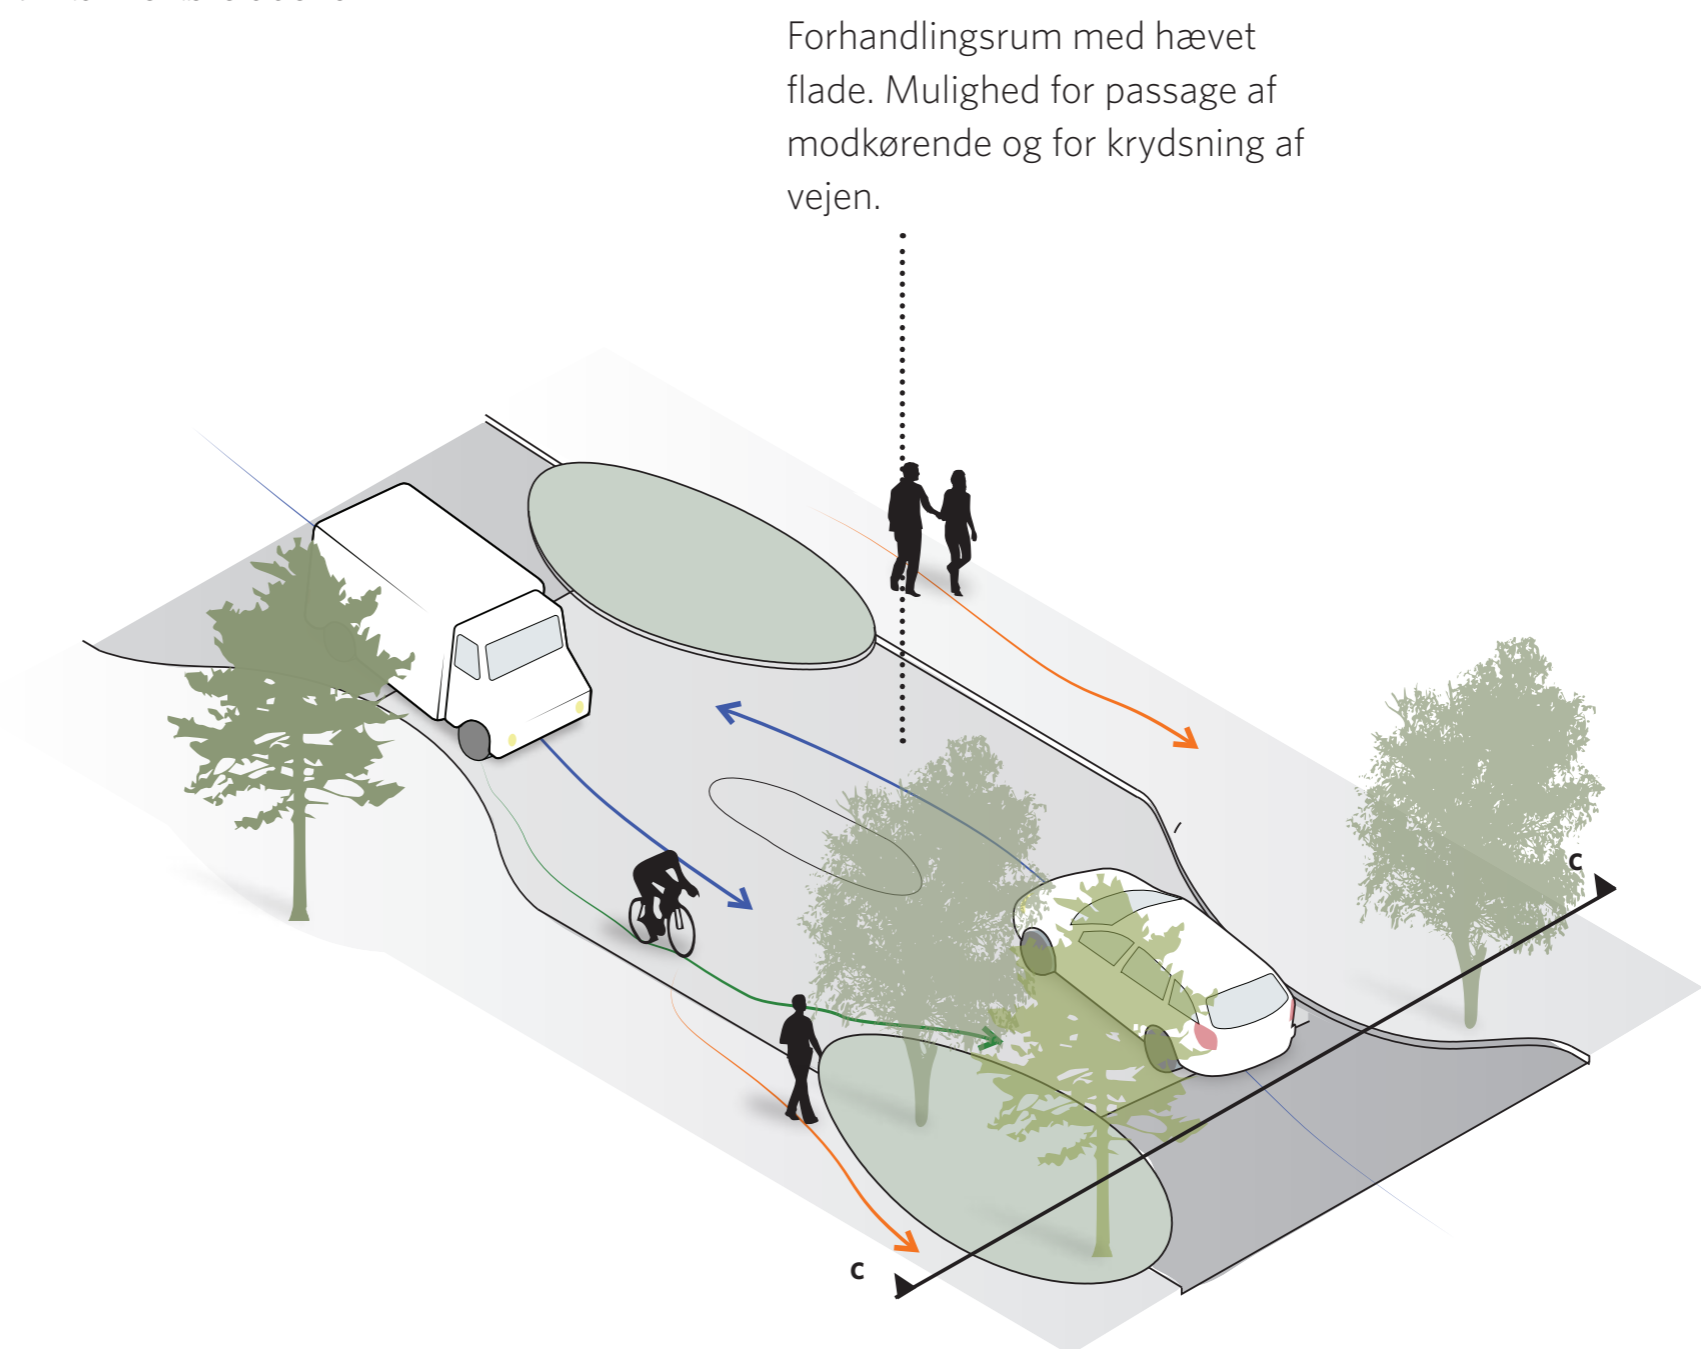 Forhandlingsrum med hævet
flade. Mulighed for passage af
modkørende og for krydsning af
vejen.
c
c